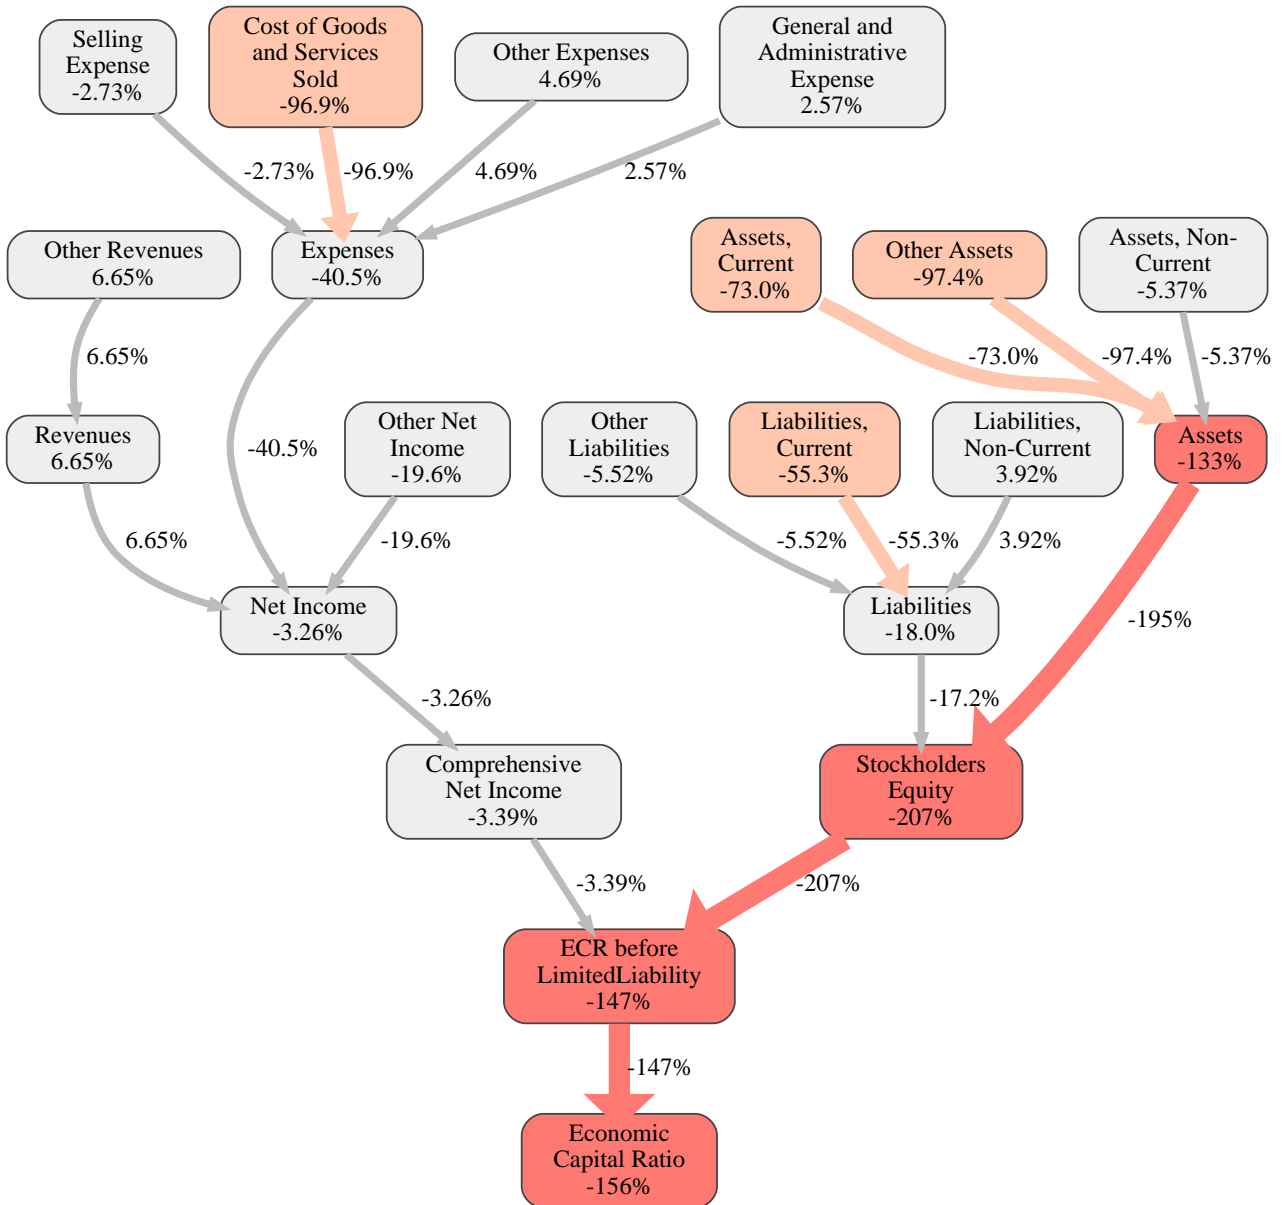 Selling
Expense
-2.73%
Cost of Goods
and Services
Sold
-96.9%
Other Expenses
4.69%
General and
Administrative
Expense
2.57%
-2.73%
-96.9%
4.69%
2.57%
Other Revenues
6.65%
Expenses
-40.5%
Assets,
Current
-73.0%
Other Assets
-97.4%
Assets, Non-
Current
-5.37%
6.65%
-73.0%
-97.4%
-5.37%
Revenues
6.65%
-40.5%
Other Net
Income
-19.6%
Other
Liabilities
-5.52%
Liabilities,
Current
-55.3%
Liabilities,
Non-Current
3.92%
Assets
-133%
6.65%
-19.6%
-5.52%
-55.3%
3.92%
Net Income
-3.26%
Liabilities
-18.0%
-195%
-3.26%
-17.2%
Comprehensive
Net Income
-3.39%
Stockholders
Equity
-207%
-3.39%
-207%
ECR before
LimitedLiability
-147%
-147%
Economic
Capital Ratio
-156%